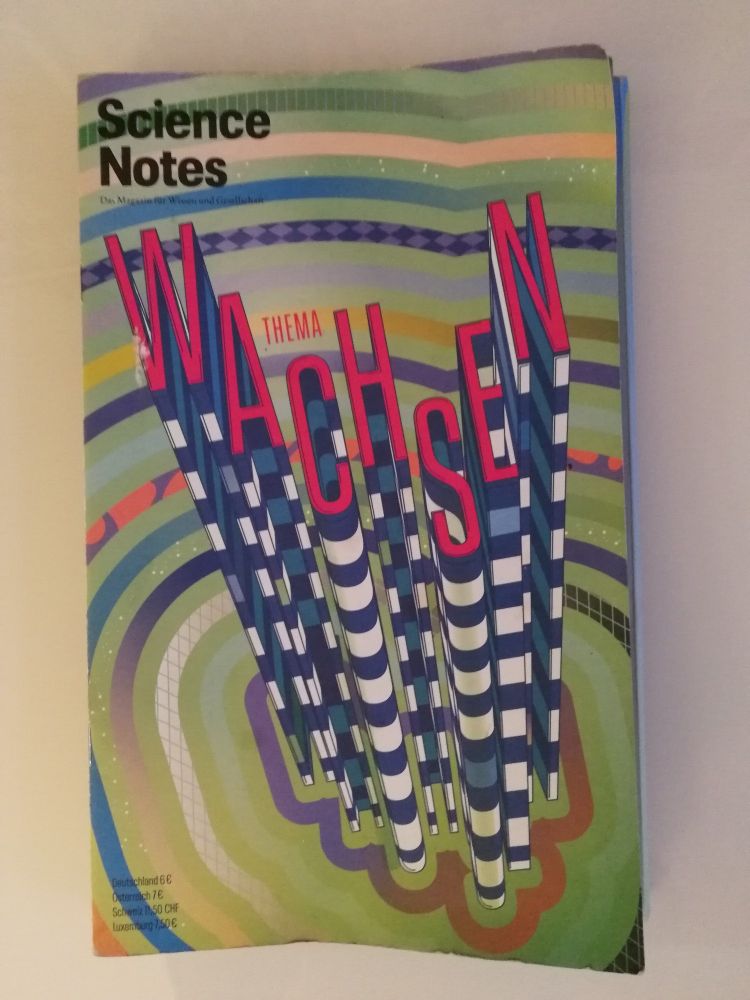 Science
Notes
Das Magazin für Wissen und Gesellschaft
THEMA
WACHSEN
Deutschland 6 €
Österreich 7 €
Schweiz 11,50 CHF
Luxemburg 7,50 €